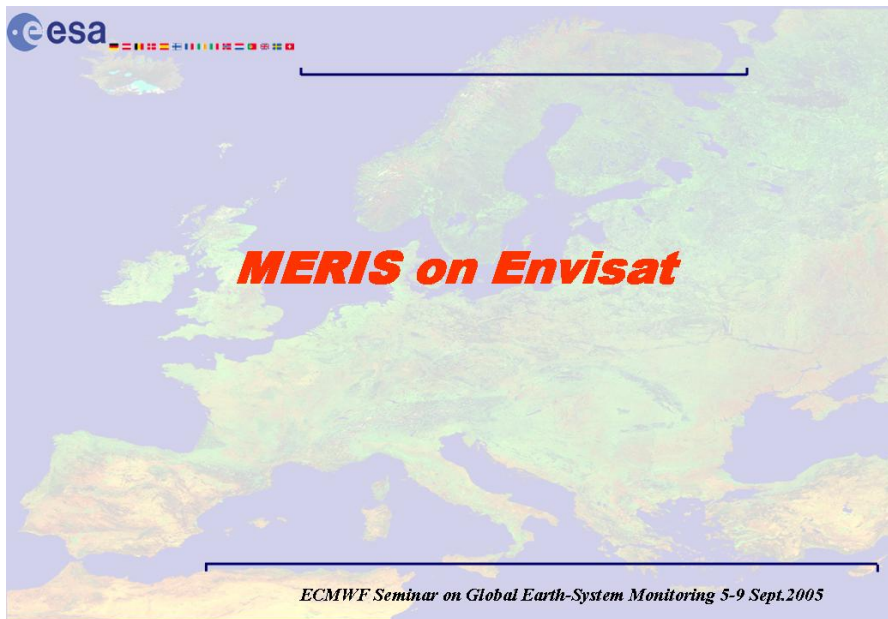 esa
MERIS on Envisat
ECMWF Seminar on Global Earth-System Monitoring 5-9 Sept.2005